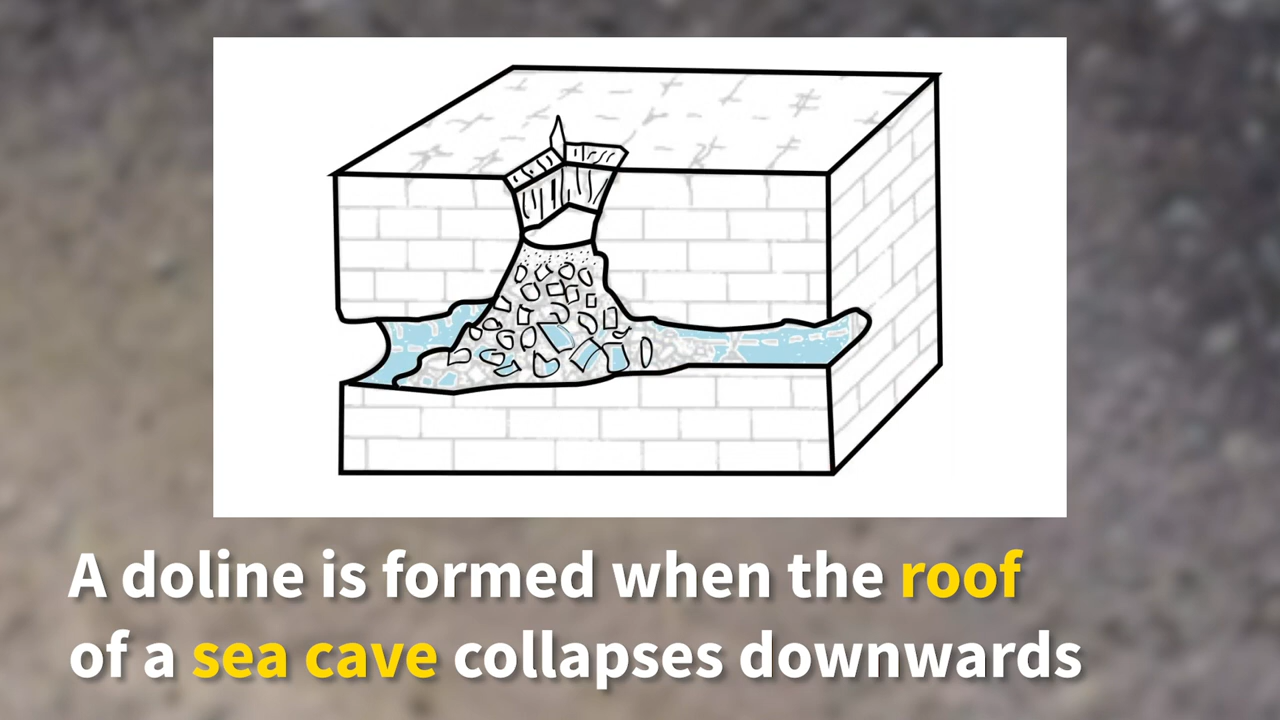 A doline is formed when the roof
of a sea cave collapses downwards